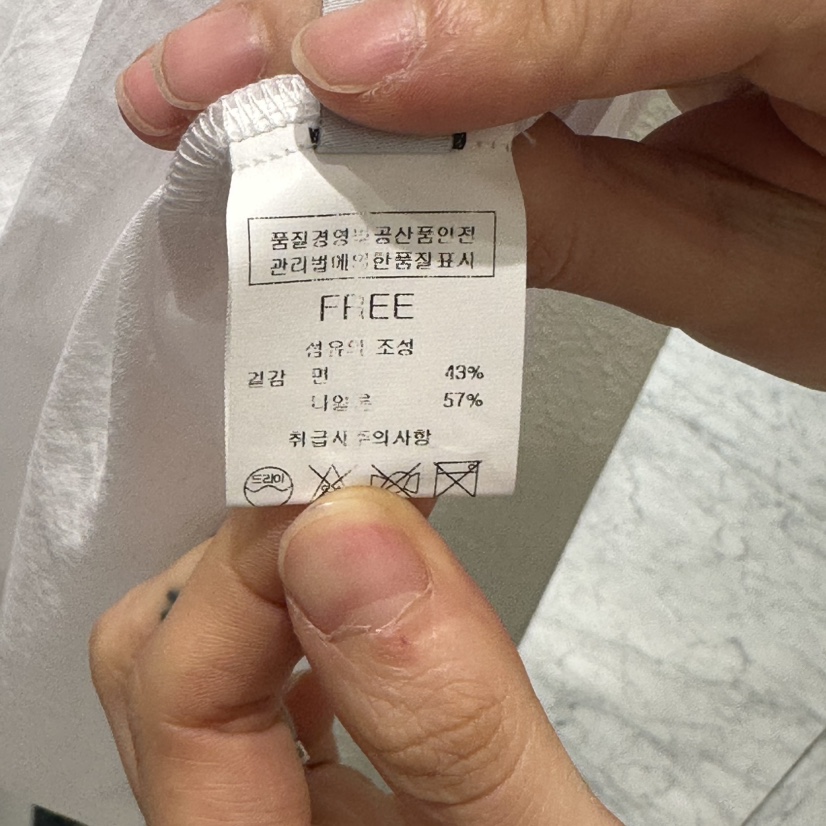 품질경영및공산품안전
관리법에의한품질표시
FREE
섬유의 조성
겉감 면 43%
나일론 57%
취급시주의사항
드라이